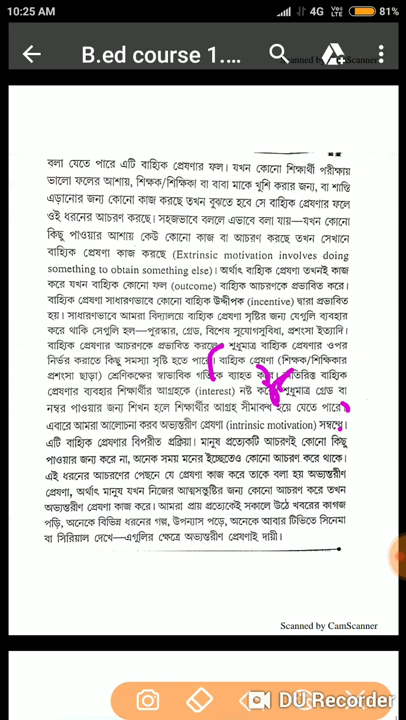 10:25 AM 4G VoLTE 81%
B.ed course 1....
Scanned by CamScanner
বলা যেতে পারে এটি বাহ্যিক প্রেষণার ফল। যখন কোনো শিক্ষার্থী পরীক্ষায়
ভালো ফলের আশায়, শিক্ষক/শিক্ষিকা বা বাবা মাকে খুশি করার জন্য, বা শাস্তি
এড়ানোর জন্য কোনো কাজ করছে তখন বুঝতে হবে সে বাহ্যিক প্রেষণার ফলে
ওই ধরনের আচরণ করছে। সহজভাবে বললে এভাবে বলা যায়—যখন কোনো
কিছু পাওয়ার আশায় কেউ কোনো কাজ বা আচরণ করছে তখন সেখানে
বাহ্যিক প্রেষণা কাজ করছে (Extrinsic motivation involves doing
something to obtain something else)। অর্থাৎ বাহ্যিক প্রেষণা তখনই কাজ
করে যখন বাহ্যিক কোনো ফল (outcome) বাহ্যিক আচরণকে প্রভাবিত করে।
বাহ্যিক প্রেষণা সাধারণভাবে কোনো বাহ্যিক উদ্দীপক (incentive) দ্বারা প্রভাবিত
হয়। সাধারণভাবে আমরা বিদ্যালয়ে বাহ্যিক প্রেষণা সৃষ্টির জন্য যেগুলি ব্যবহার
করে থাকি সেগুলি হল—পুরস্কার, গ্রেড, বিশেষ সুযোগসুবিধা, প্রশংসা ইত্যাদি।
বাহ্যিক প্রেষণার আচরণকে প্রভাবিত করলেও শুধুমাত্র বাহ্যিক প্রেষণার ওপর
নির্ভর করাতে কিছু সমস্যা সৃষ্টি হতে পারে। বাহ্যিক প্রেষণা (শিক্ষক/শিক্ষিকার
প্রশংসা ছাড়া) শ্রেণিকক্ষের স্বাভাবিক গতিকে ব্যাহত করে। অতিরিক্ত বাহ্যিক
প্রেষণার ব্যবহার শিক্ষার্থীর আগ্রহকে (interest) নষ্ট করে। শুধুমাত্র গ্রেড বা
নম্বর পাওয়ার জন্য শিখন হলে শিক্ষার্থীর আগ্রহ সীমাবদ্ধ হয়ে যেতে পারে।
এবারে আমরা আলোচনা করব অভ্যন্তরীণ প্রেষণা (intrinsic motivation) সম্বন্ধে।
এটি বাহ্যিক প্রেষণার বিপরীত প্রক্রিয়া। মানুষ প্রত্যেকটি আচরণই কোনো কিছু
পাওয়ার জন্য করে না, অনেক সময় মনের ইচ্ছেতেও কোনো আচরণ করে থাকে।
এই ধরনের আচরণের পেছনে যে প্রেষণা কাজ করে তাকে বলা হয় অভ্যন্তরীণ
প্রেষণা, অর্থাৎ মানুষ যখন নিজের আত্মসন্তুষ্টির জন্য কোনো আচরণ করে তখন
অভ্যন্তরীণ প্রেষণা কাজ করে। আমরা প্রায় প্রত্যেকেই সকালে উঠে খবরের কাগজ
পড়ি, অনেকে বিভিন্ন ধরনের গল্প, উপন্যাস পড়ে, অনেকে আবার টিভিতে সিনেমা
বা সিরিয়াল দেখে—এগুলির ক্ষেত্রে অভ্যন্তরীণ প্রেষণাই দায়ী।
Scanned by CamScanner
DU Recorder